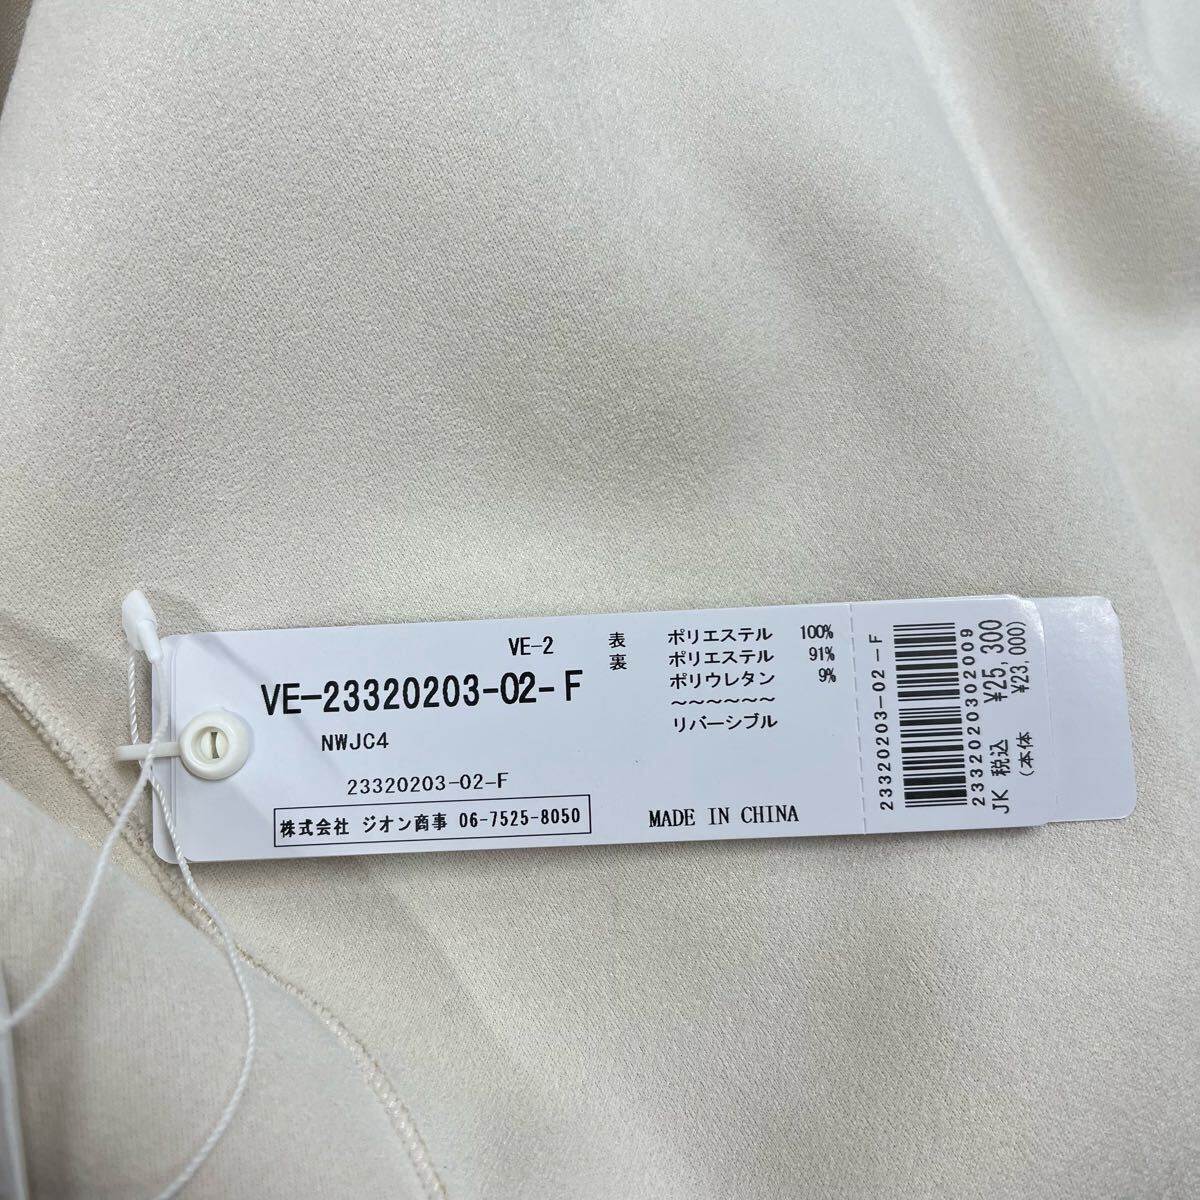 VE-2
VE-23320203-02-F
NWJC4
23320203-02-F
株式会社 ジオン商事 06-7525-8050
表 ポリエステル 100%
裏 ポリエステル 91%
ポリウレタン 9%
~~~~~~
リバーシブル
MADE IN CHINA
23320203-02-F
2332020302009
JK 税込 ¥25,300
(本体 ¥23,000)